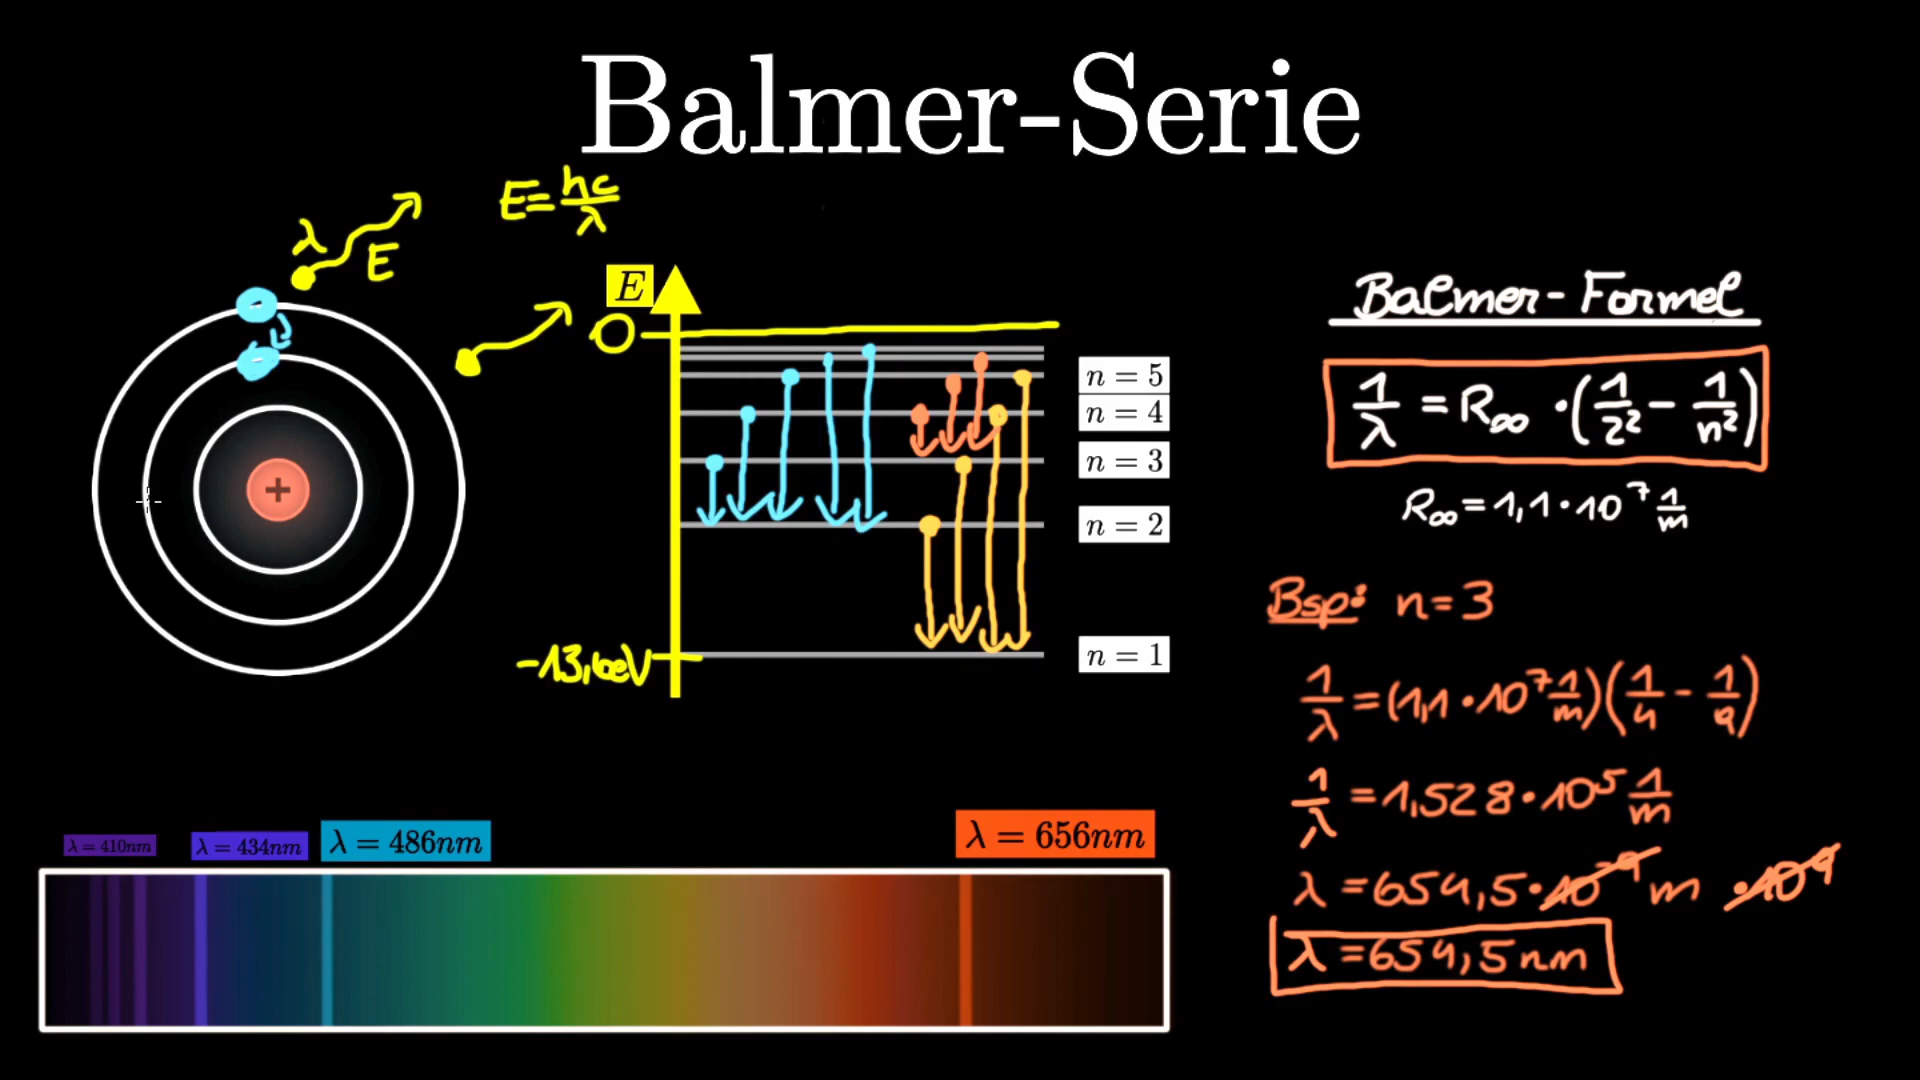 Balmer-Serie
E=hc/λ
λ
E
E
0
-13,6eV
n = 5
n = 4
n = 3
n = 2
n = 1
+
Balmer-Formel
1/λ = R∞ · (1/2² - 1/n²)
R∞ = 1,1 · 10⁷ 1/m
Bsp: n=3
1/λ = (1,1 · 10⁷ 1/m)(1/4 - 1/9)
1/λ = 1,528 · 10⁵ 1/m
λ = 654,5 · 10⁻⁹ m · 10⁹
λ = 654,5 nm
λ = 410nm
λ = 434nm
λ = 486nm
λ = 656nm